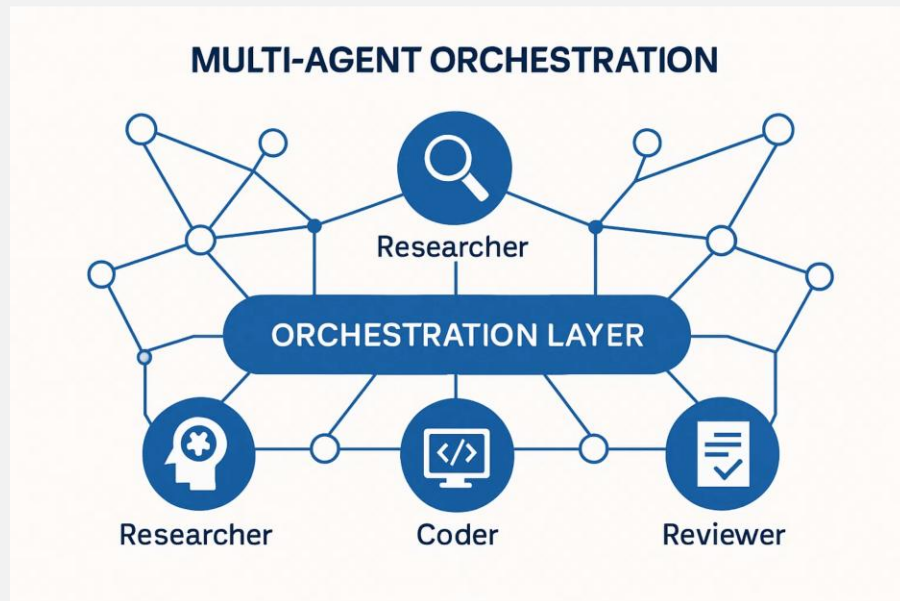 MULTI-AGENT ORCHESTRATION
Researcher
ORCHESTRATION LAYER
</>
Researcher
Coder
Reviewer